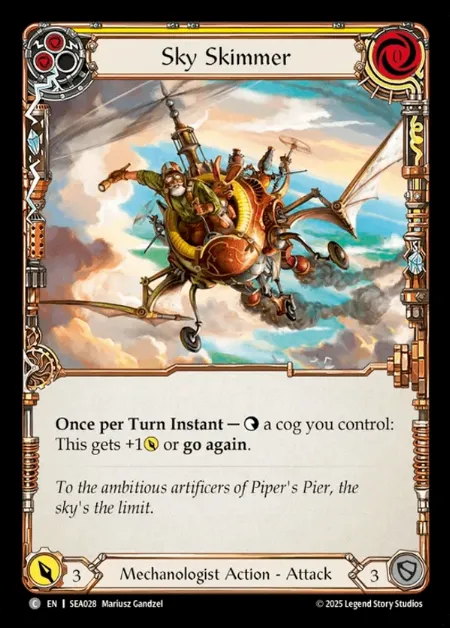 Sky Skimmer
0
Once per Turn Instant — a cog you control:
This gets +1 or go again.
To the ambitious artificers of Piper's Pier, the
sky's the limit.
3
Mechanologist Action - Attack
3
C EN | SEA028 Mariusz Gandzel
© 2025 Legend Story Studios